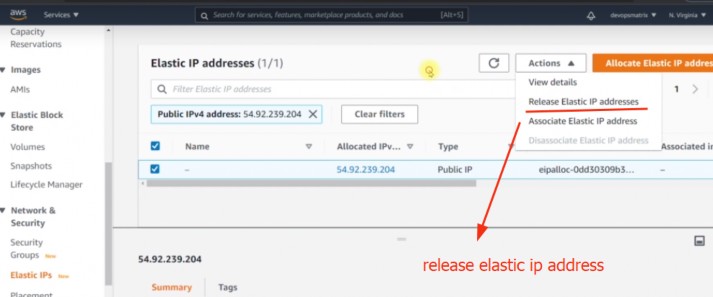 aws
Services
Search for services, features, marketplace products, and docs
[Alt+S]
devopsmatrix
N. Virginia
Capacity
Reservations
Images
AMIs
Elastic Block
Store
Volumes
Snapshots
Lifecycle Manager
Network &
Security
Security
Groups New
Elastic IPs New
Placement
Elastic IP addresses (1/1)
Actions
Allocate Elastic IP addres
Filter Elastic IP addresses
1
View details
Release Elastic IP addresses
Associate Elastic IP address
Disassociate Elastic IP address
Public IPv4 address: 54.92.239.204
Clear filters
Name
Allocated IPv...
Type
Associated in
–
54.92.239.204
Public IP
eipalloc-0dd30309b3...
–
54.92.239.204
release elastic ip address
Summary
Tags